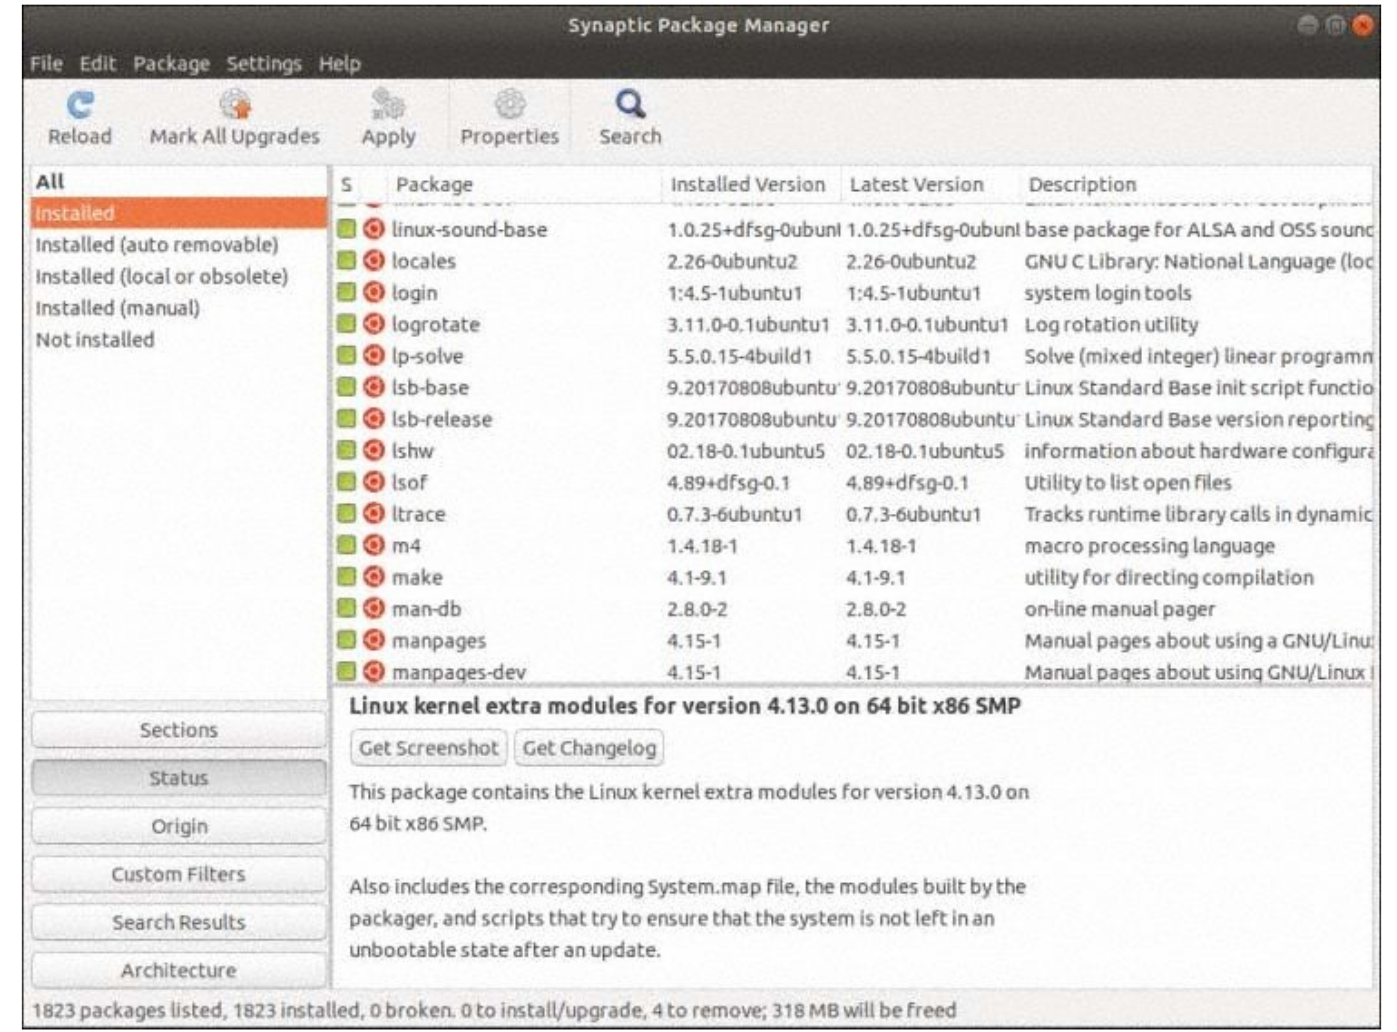 Synaptic Package Manager
File Edit Package Settings Help
Reload Mark All Upgrades Apply Properties Search
All
Installed
Installed (auto removable)
Installed (local or obsolete)
Installed (manual)
Not installed
S Package Installed Version Latest Version Description
linux-sound-base 1.0.25+dfsg-0ubunt 1.0.25+dfsg-0ubunt base package for ALSA and OSS sound
locales 2.26-0ubuntu2 2.26-0ubuntu2 GNU C Library: National Language (loc
login 1:4.5-1ubuntu1 1:4.5-1ubuntu1 system login tools
logrotate 3.11.0-0.1ubuntu1 3.11.0-0.1ubuntu1 Log rotation utility
lp-solve 5.5.0.15-4build1 5.5.0.15-4build1 Solve (mixed integer) linear programm
lsb-base 9.20170808ubuntu 9.20170808ubuntu Linux Standard Base init script functio
lsb-release 9.20170808ubuntu 9.20170808ubuntu Linux Standard Base version reporting
lshw 02.18-0.1ubuntu5 02.18-0.1ubuntu5 information about hardware configura
lsof 4.89+dfsg-0.1 4.89+dfsg-0.1 Utility to list open files
ltrace 0.7.3-6ubuntu1 0.7.3-6ubuntu1 Tracks runtime library calls in dynamic
m4 1.4.18-1 1.4.18-1 macro processing language
make 4.1-9.1 4.1-9.1 utility for directing compilation
man-db 2.8.0-2 2.8.0-2 on-line manual pager
manpages 4.15-1 4.15-1 Manual pages about using a GNU/Linux
manpages-dev 4.15-1 4.15-1 Manual pages about using GNU/Linux
Sections
Status
Origin
Custom Filters
Search Results
Architecture
Linux kernel extra modules for version 4.13.0 on 64 bit x86 SMP
Get Screenshot Get Changelog
This package contains the Linux kernel extra modules for version 4.13.0 on
64 bit x86 SMP.
Also includes the corresponding System.map file, the modules built by the
packager, and scripts that try to ensure that the system is not left in an
unbootable state after an update.
1823 packages listed, 1823 installed, 0 broken. 0 to install/upgrade, 4 to remove; 318 MB will be freed